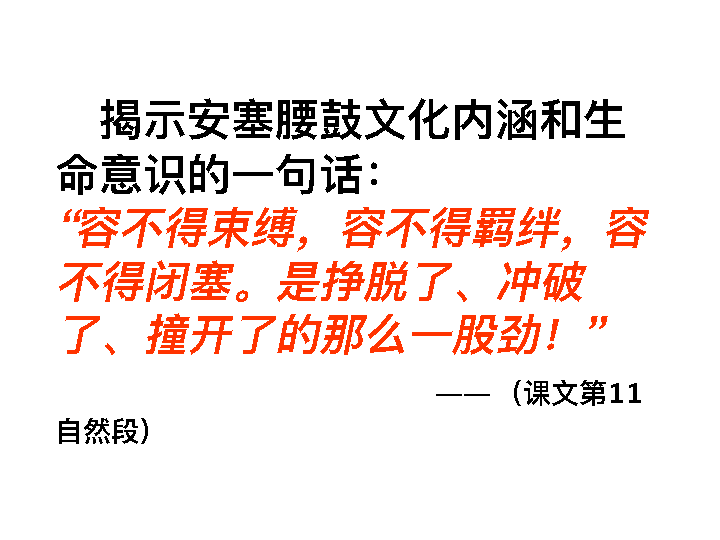 揭示安塞腰鼓文化内涵和生
命意识的一句话：
“容不得束缚，容不得羁绊，容
不得闭塞。是挣脱了、冲破
了、撞开了的那么一股劲！”
——（课文第11
自然段）